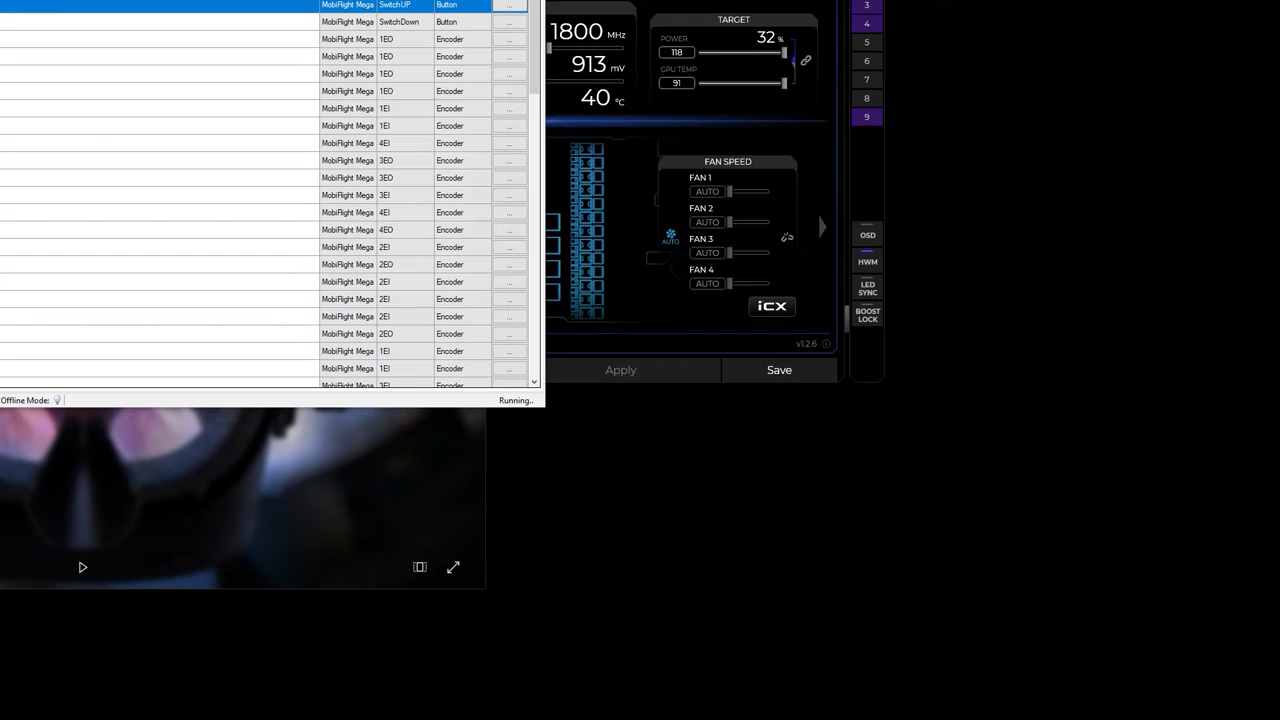 MobiFlight Mega SwitchUP Button ...
MobiFlight Mega SwitchDown Button ...
MobiFlight Mega 1EO Encoder ...
MobiFlight Mega 1EO Encoder ...
MobiFlight Mega 1EO Encoder ...
MobiFlight Mega 1EO Encoder ...
MobiFlight Mega 1EI Encoder ...
MobiFlight Mega 1EI Encoder ...
MobiFlight Mega 4EI Encoder ...
MobiFlight Mega 3EO Encoder ...
MobiFlight Mega 3EO Encoder ...
MobiFlight Mega 3EI Encoder ...
MobiFlight Mega 4EI Encoder ...
MobiFlight Mega 4EO Encoder ...
MobiFlight Mega 2EI Encoder ...
MobiFlight Mega 2EO Encoder ...
MobiFlight Mega 2EI Encoder ...
MobiFlight Mega 2EI Encoder ...
MobiFlight Mega 2EI Encoder ...
MobiFlight Mega 2EO Encoder ...
MobiFlight Mega 1EI Encoder ...
MobiFlight Mega 1EI Encoder ...
MobiFlight Mega 3EI Encoder
Offline Mode:
Running..
1800 MHz
913 mV
40 °C
TARGET
POWER
32 %
118
GPU TEMP
91
FAN SPEED
FAN 1
AUTO
FAN 2
AUTO
FAN 3
AUTO
FAN 4
AUTO
AUTO
iCX
v1.2.6
Apply
Save
3
4
5
6
7
8
9
OSD
HWM
LED
SYNC
BOOST
LOCK